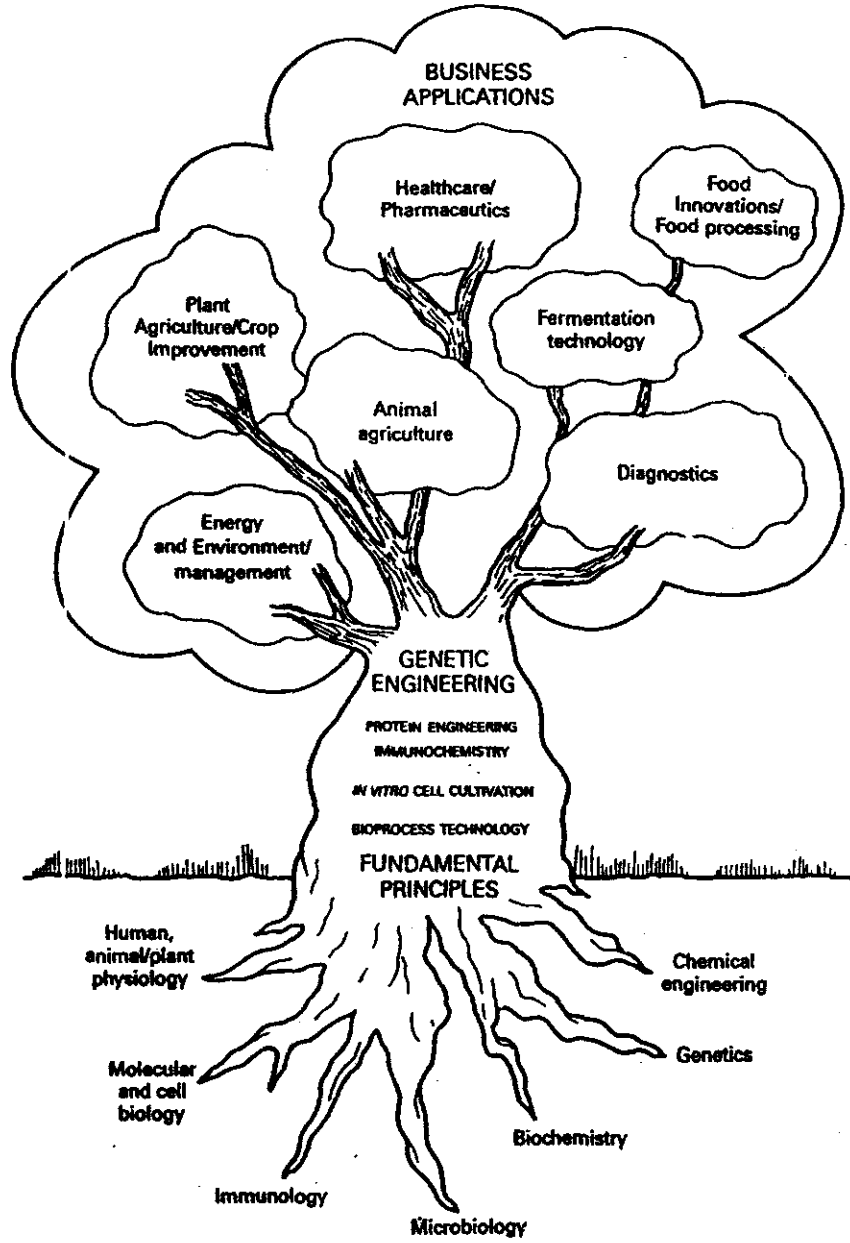 BUSINESS
APPLICATIONS
Healthcare/
Pharmaceutics
Food
Innovations/
Food processing
Plant
Agriculture/Crop
Improvement
Fermentation
technology
Animal
agriculture
Diagnostics
Energy
and Environment/
management
GENETIC
ENGINEERING
PROTEIN ENGINEERING
IMMUNOCHEMISTRY
IN VITRO CELL CULTIVATION
BIOPROCESS TECHNOLOGY
FUNDAMENTAL
PRINCIPLES
Human,
animal/plant
physiology
Chemical
engineering
Molecular
and cell
biology
Genetics
Biochemistry
Immunology
Microbiology